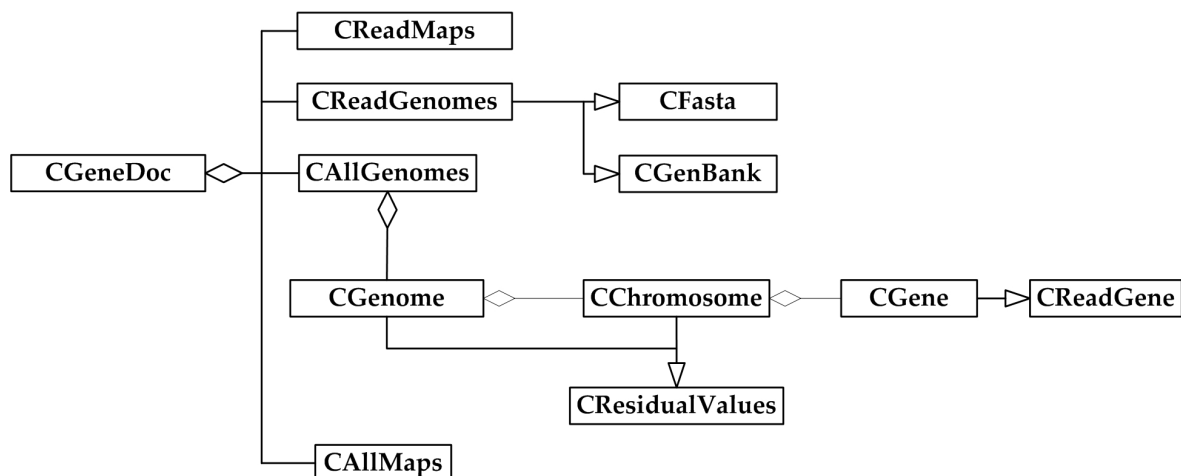 CReadMaps
CReadGenomes
CFasta
CGeneDoc
CAllGenomes
CGenBank
CGenome
CChromosome
CGene
CReadGene
CResidualValues
CAllMaps